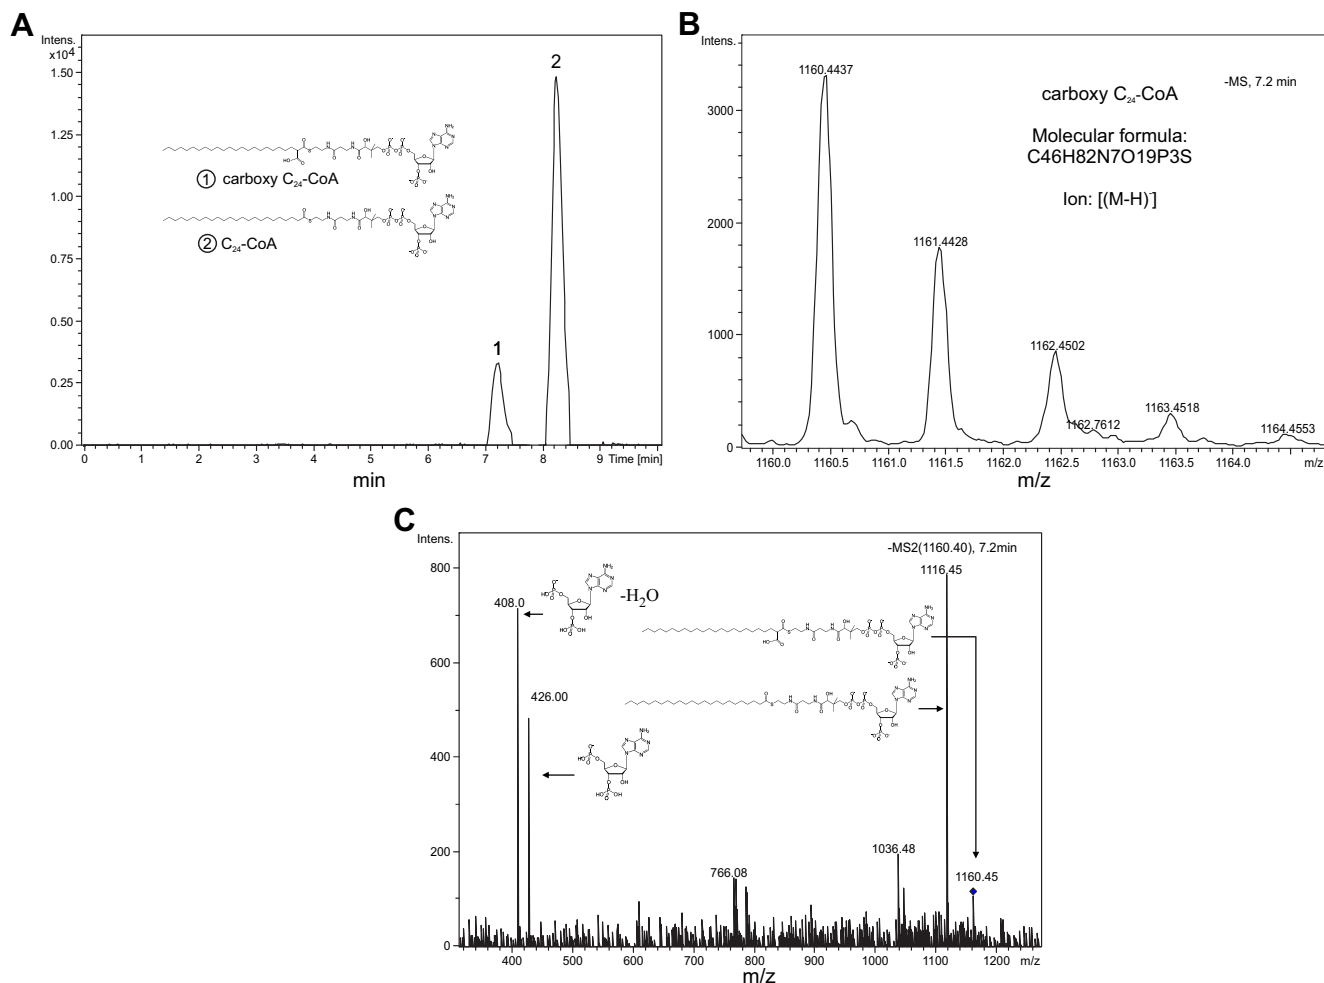 A
Intens.
x10⁴
1.50
1.25
1.00
0.75
0.50
0.25
0.00
1
2
① carboxy C₂₄-CoA
② C₂₄-CoA
0 1 2 3 4 5 6 7 8 9 Time [min]
min
B
Intens.
3000
2000
1000
0
1160.4437
1161.4428
1162.4502
1162.7612
1163.4518
1164.4553
-MS, 7.2 min
carboxy C₂₄-CoA
Molecular formula:
C46H82N7O19P3S
Ion: [(M-H)⁻]
1160.0 1160.5 1161.0 1161.5 1162.0 1162.5 1163.0 1163.5 1164.0 m/z
m/z
C
Intens.
800
600
400
200
0
-MS2(1160.40), 7.2min
1116.45
408.0
-H₂O
426.00
766.08
1036.48
1160.45
400 500 600 700 800 900 1000 1100 1200 m/z
m/z